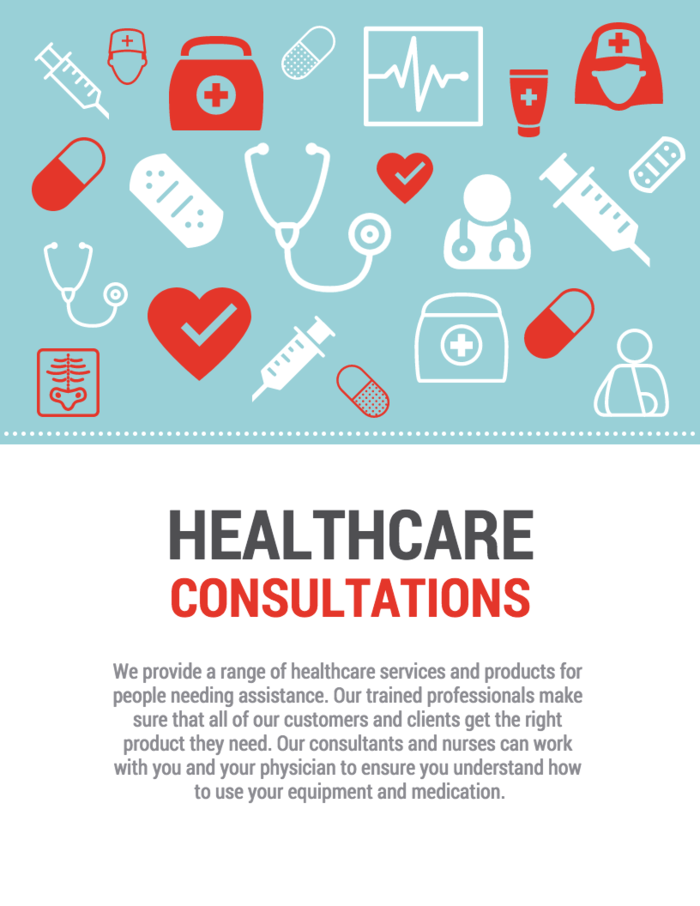 HEALTHCARE
CONSULTATIONS
We provide a range of healthcare services and products for
people needing assistance. Our trained professionals make
sure that all of our customers and clients get the right
product they need. Our consultants and nurses can work
with you and your physician to ensure you understand how
to use your equipment and medication.